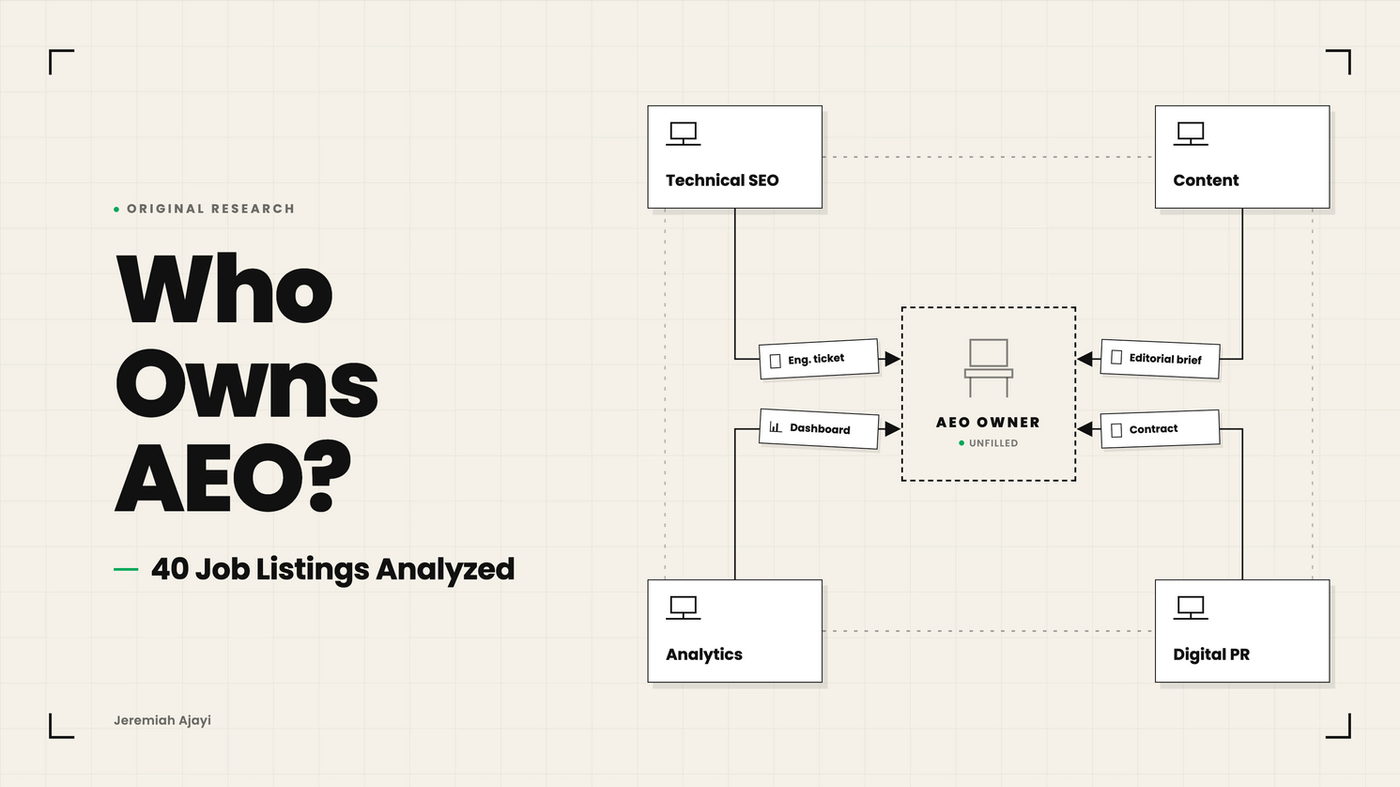 ORIGINAL RESEARCH
Who
Owns
AEO?
40 Job Listings Analyzed
Jeremiah Ajayi
Technical SEO
Content
Eng. ticket
Editorial brief
AEO OWNER
UNFILLED
Dashboard
Contract
Analytics
Digital PR